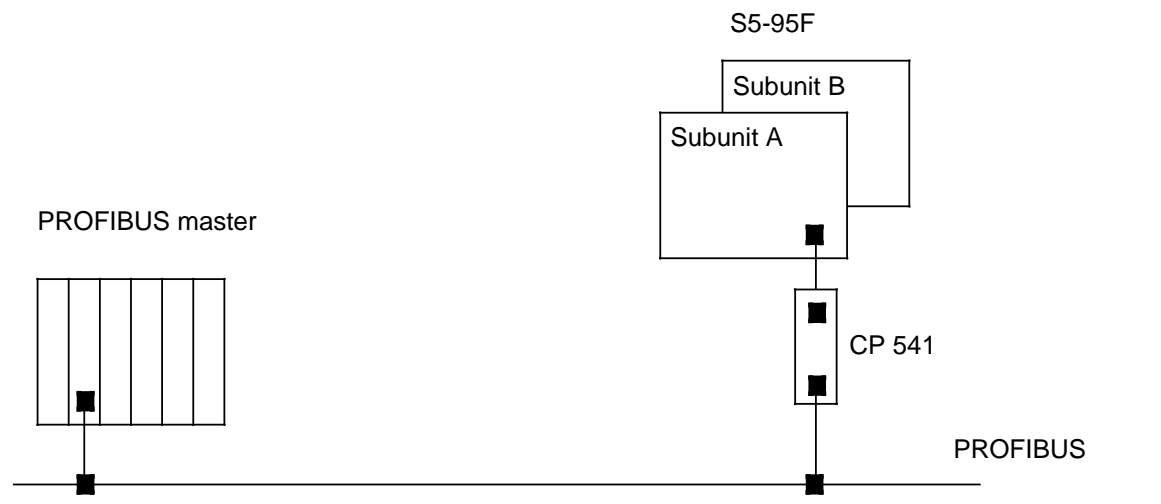 S5-95F
Subunit B
Subunit A
PROFIBUS master
CP 541
PROFIBUS